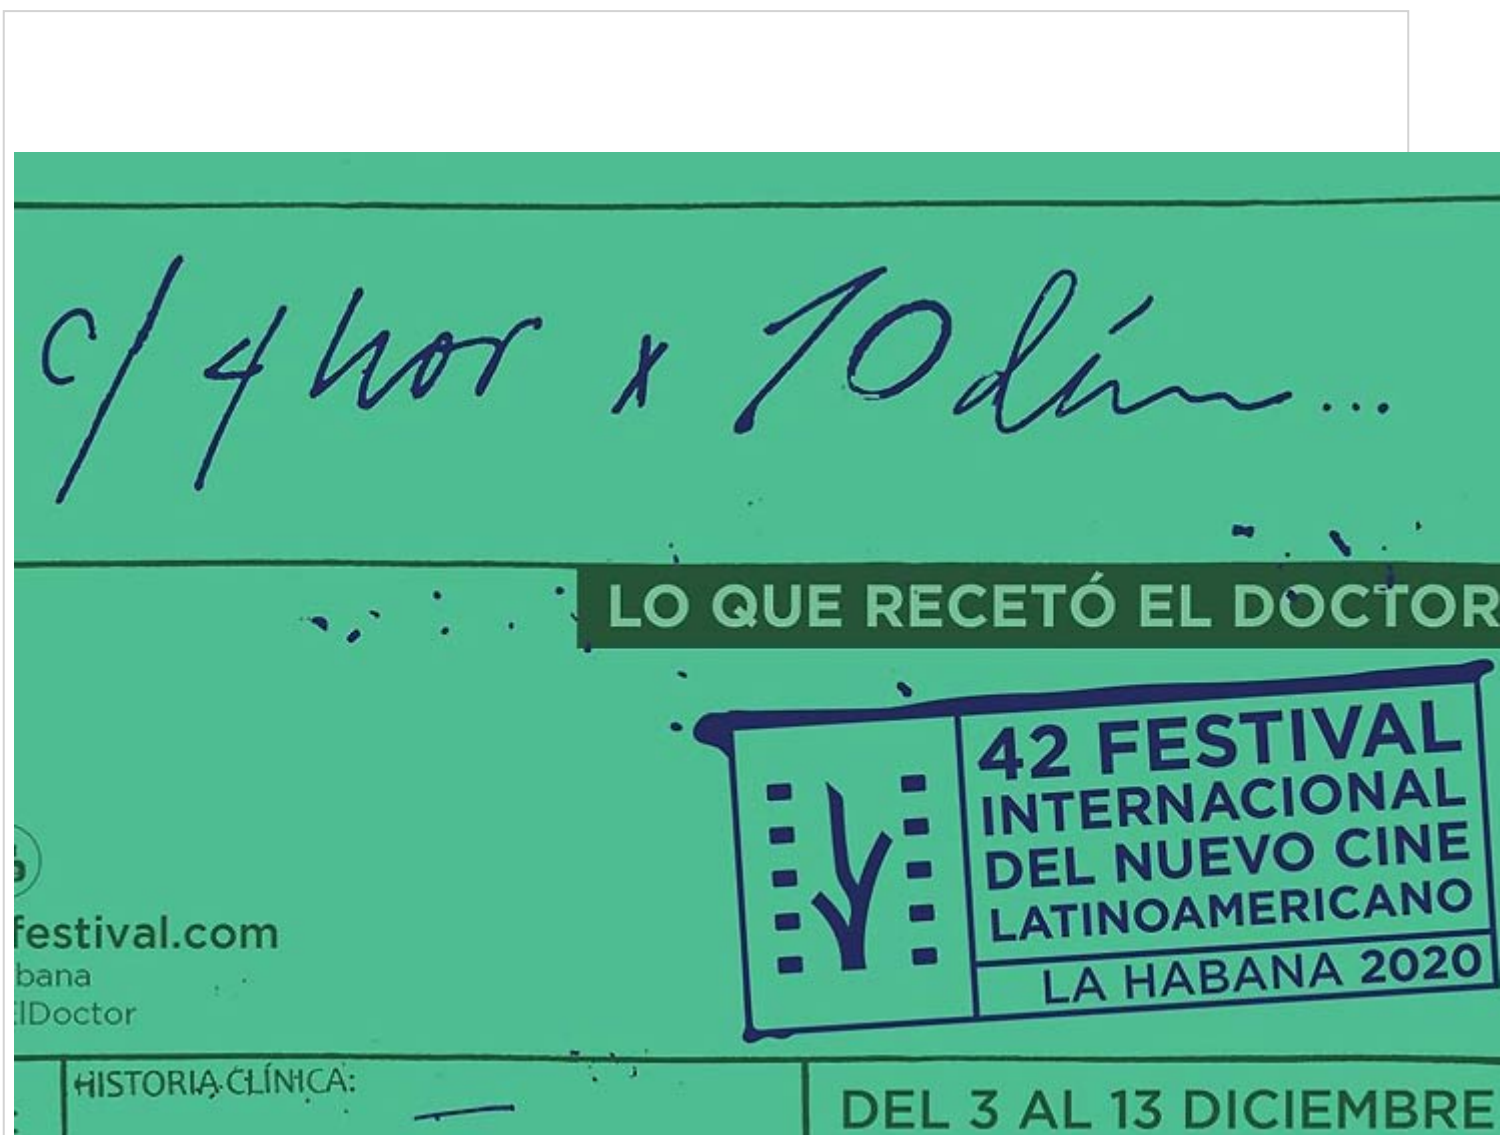 c/ 4 hor x 10 días...
LO QUE RECETÓ EL DOCTOR
42 FESTIVAL
INTERNACIONAL
DEL NUEVO CINE
LATINOAMERICANO
LA HABANA 2020
festival.com
bana
ElDoctor
HISTORIA CLÍNICA:
DEL 3 AL 13 DICIEMBRE